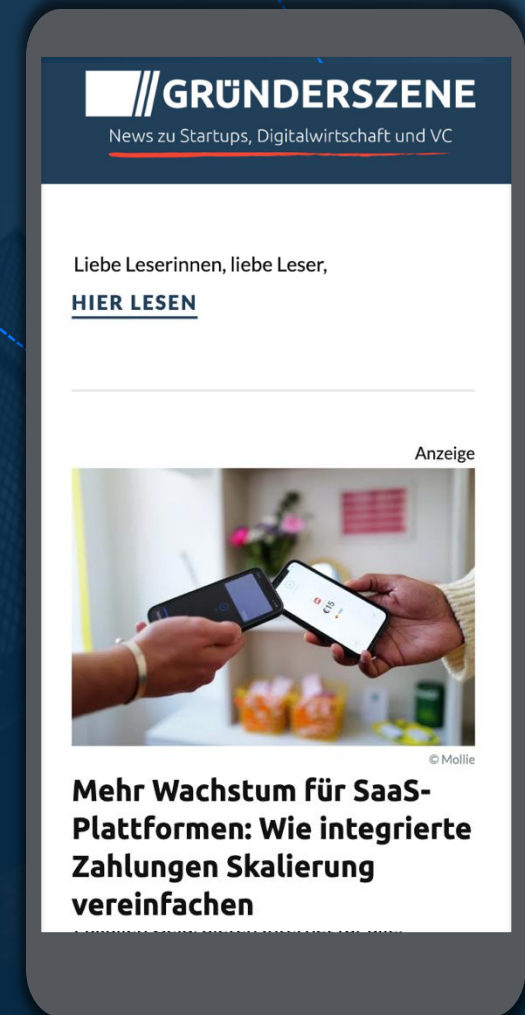 GRÜNDERSZENE
News zu Startups, Digitalwirtschaft und VC
Liebe Leserinnen, liebe Leser,
HIER LESEN
Anzeige
€15
© Mollie
Mehr Wachstum für SaaS-
Plattformen: Wie integrierte
Zahlungen Skalierung
vereinfachen